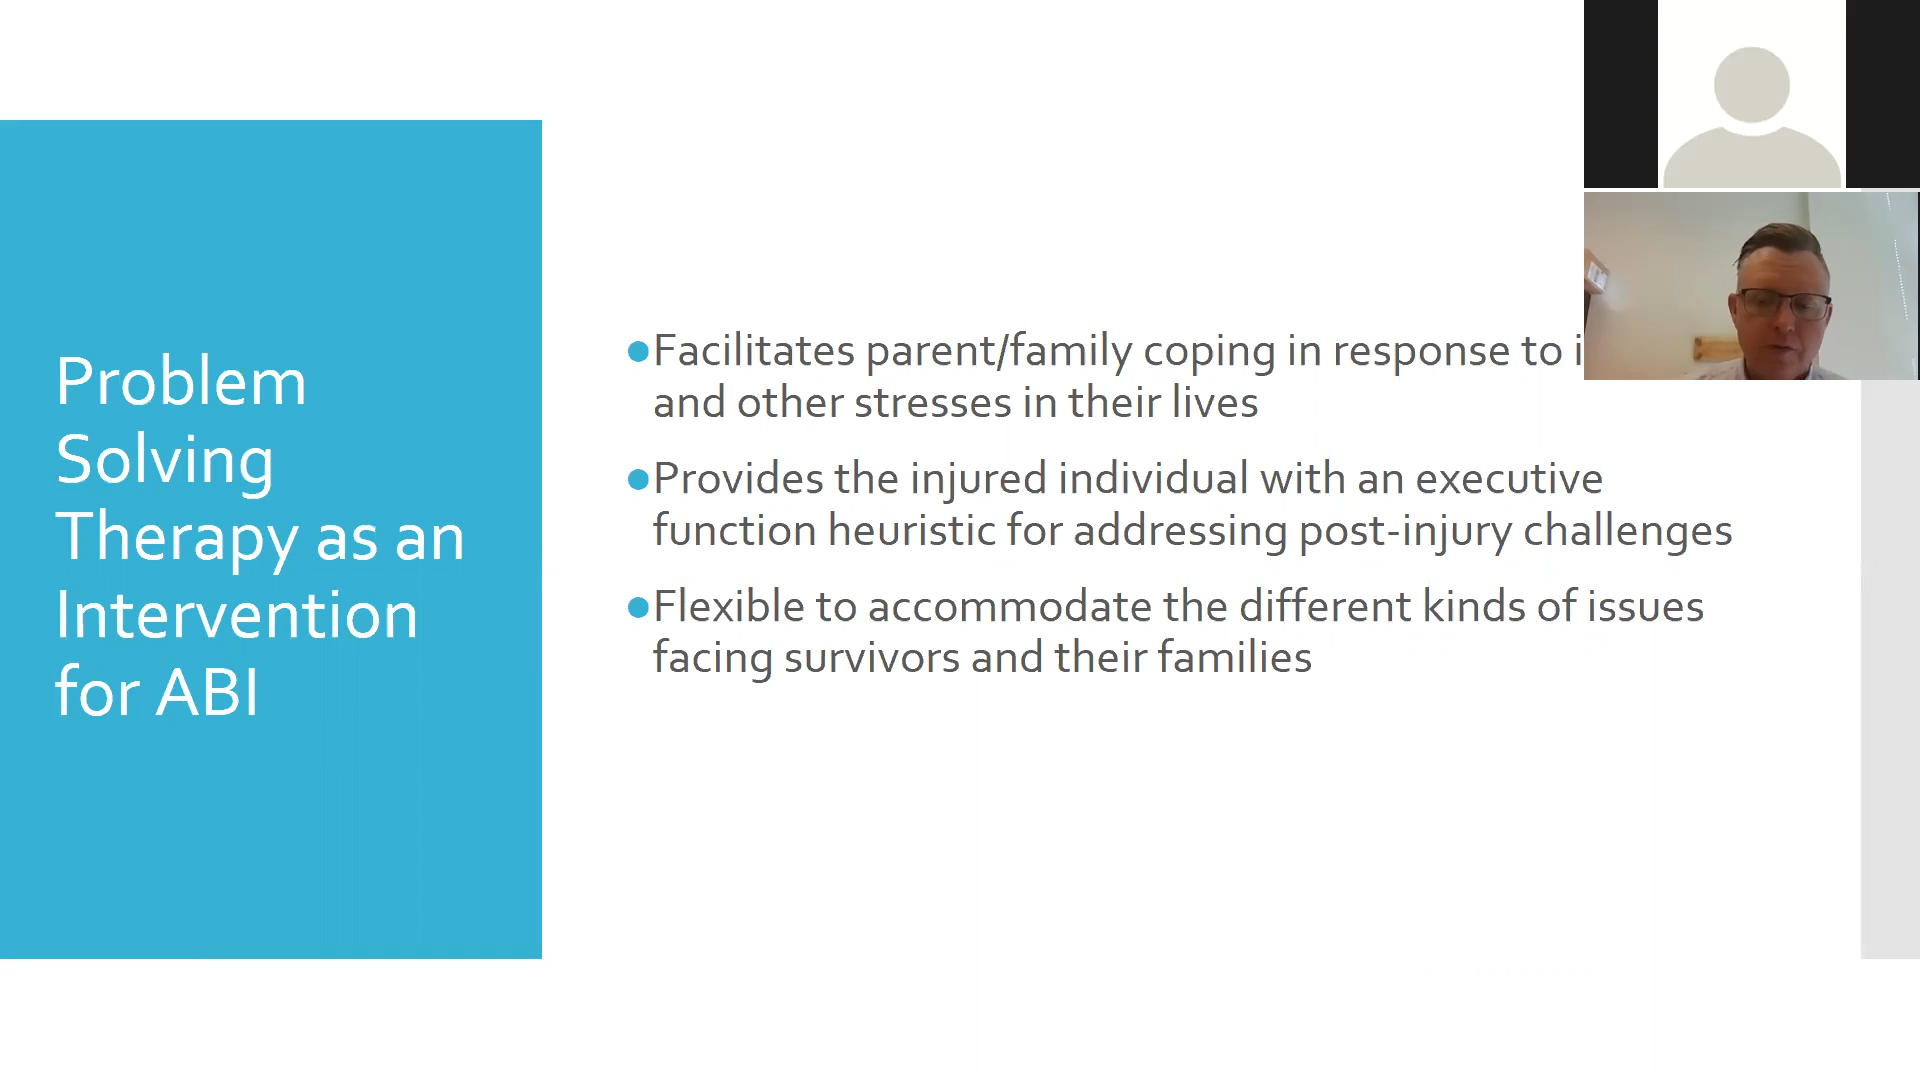 Problem
Solving
Therapy as an
Intervention
for ABI
●Facilitates parent/family coping in response to
and other stresses in their lives
●Provides the injured individual with an executive
function heuristic for addressing post-injury challenges
●Flexible to accommodate the different kinds of issues
facing survivors and their families